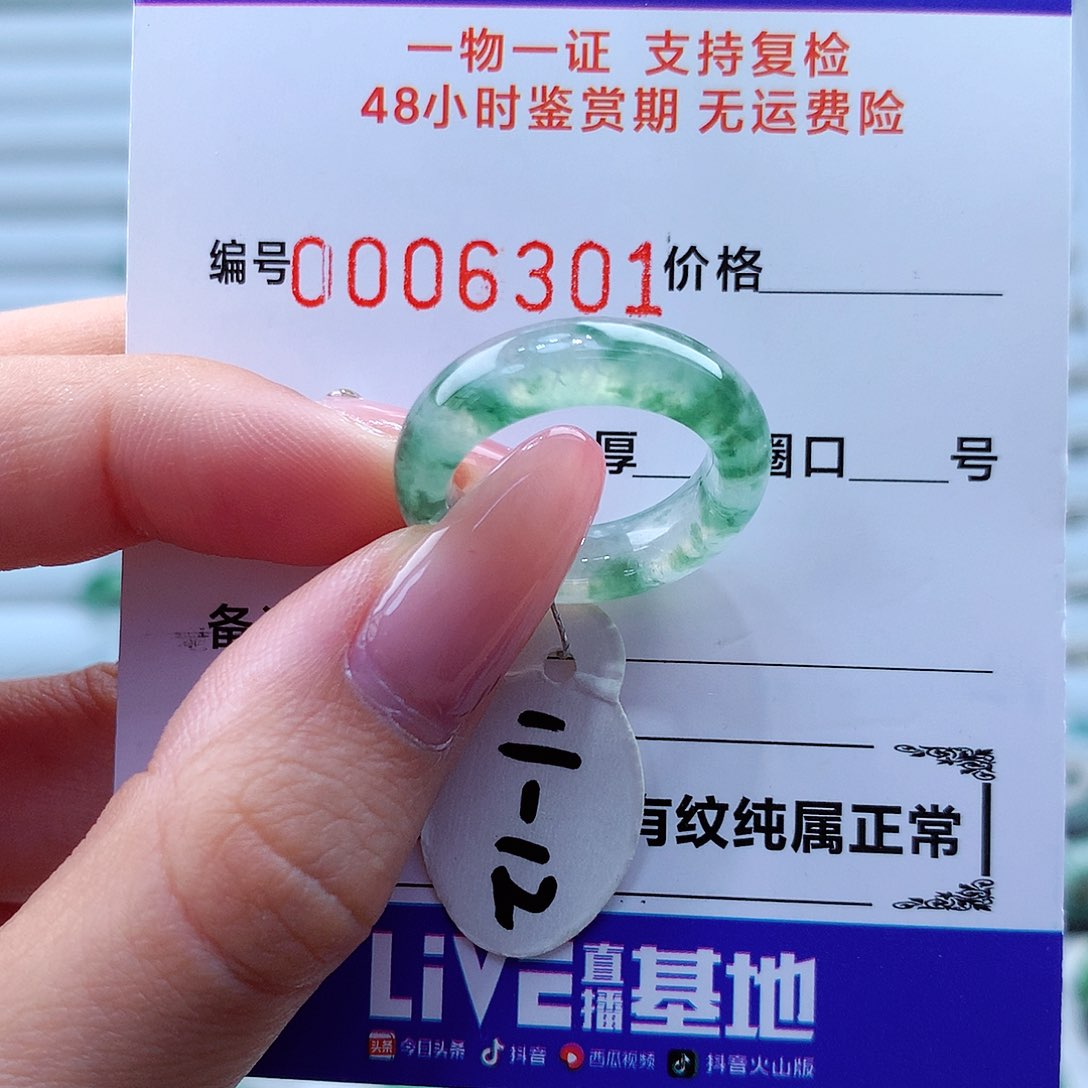 一物一证 支持复检
48小时鉴赏期 无运费险
编号0006301价格
厚 圈口 号
备
有纹纯属正常
LiVE直播基地
头条 今日头条 抖音 西瓜视频 抖音火山版